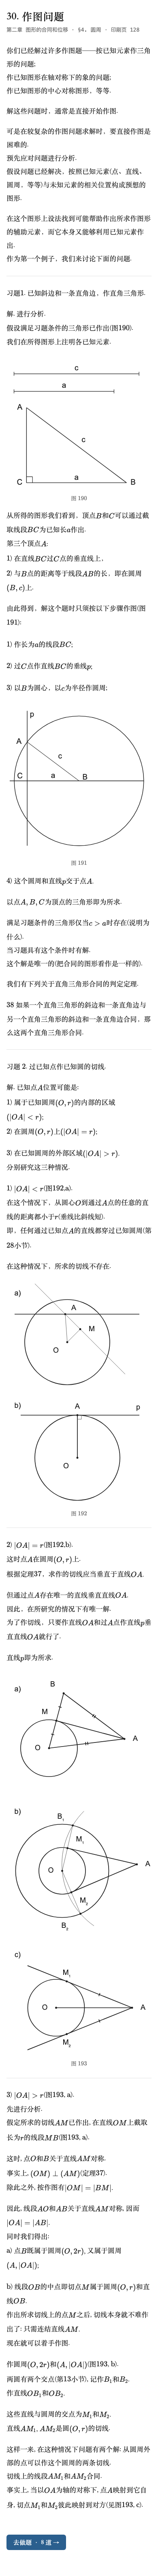 30. 作图问题
第二章 图形的合同和位移 · §4. 圆周 · 印刷页 128
你们已经解过许多作图题——按已知元素作三角
形的问题;
作已知图形在轴对称下的象的问题;
作已知图形的中心对称图形，等等.
解这些问题时，通常是直接开始作图.
可是在较复杂的作图问题求解时，要直接作图是
困难的.
预先应对问题进行分析.
假设问题已经解决，按照已知元素(点、直线、
圆周，等等)与未知元素的相关位置构成预想的
图形.
在这个图形上设法找到可能帮助作出所求作图形
的辅助元素，而它本身又能够利用已知元素作
出.
作为第一个例子，我们来讨论下面的问题.
习题1. 已知斜边和一条直角边，作直角三角形.
解. 进行分析.
假设满足习题条件的三角形已作出(图190).
我们在所得图形上注明各已知元素.
c
a
A
c
C
a
B
图 190
从所得的图形我们看到，顶点B和C可以通过截
取线段BC为已知长a作出.
第三个顶点A:
1) 在直线BC过C点的垂直线上，
2) 与B点的距离等于线段AB的长，即在圆周
(B, c)上.
由此得到，解这个题时只须按以下步骤作图(图
191):
1) 作长为a的线段BC;
2) 过C点作直线BC的垂线p;
3) 以B为圆心，以c为半径作圆周;
p
A
c
C
a
B
图 191
4) 这个圆周和直线p交于点A.
以点A, B, C为顶点的三角形即为所求.
满足习题条件的三角形仅当c > a时存在(说明为
什么).
当习题具有这个条件时有解.
这个解是唯一的(把合同的图形看作是一样的).
我们有下列关于直角三角形合同的判定定理.
38 如果一个直角三角形的斜边和一条直角边与
另一个直角三角形的斜边和一条直角边合同，那
么这两个直角三角形合同.
习题 2. 过已知点作已知圆的切线.
解. 已知点A位置可能是:
1) 属于已知圆周(O, r)的内部的区域
(|OA| < r);
2) 在圆周(O, r)上(|OA| = r);
3) 在已知圆周的外部区域(|OA| > r).
分别研究这三种情况.
1) |OA| < r(图192.a).
在这个情况下，从圆心O到通过A点的任意的直
线的距离都小于r(垂线比斜线短).
即，任何通过已知点A的直线都穿过已知圆周(第
28小节).
在这种情况下，所求的切线不存在.
a)
A
M
O
b)
A
p
O
图 192
2) |OA| = r(图192.b).
这时点A在圆周(O, r)上.
根据定理37，求作的切线应当垂直于直线OA.
但通过点A存在唯一的直线垂直直线OA.
因此，在所研究的情况下有唯一解.
为了作切线，只要作直线OA和过A点作直线p垂
直直线OA就行了.
直线p即为所求.
a)
B
M
O
A
b)
B1
M1
O
A
M2
B2
c)
M1
O
A
M2
图 193
3) |OA| > r(图193, a).
先进行分析.
假定所求的切线AM已作出，在直线OM上截取
长为r的线段MB(图193, a).
这时，点O和B关于直线AM对称.
事实上，(OM) ⊥ (AM)(定理37).
除此之外，按作图有|OM| = |BM|.
因此，线段AO和AB关于直线AM对称，因而
|OA| = |AB|.
同时我们得出:
a) 点B既属于圆周(O, 2r), 又属于圆周
(A, |OA|);
b) 线段OB的中点即切点M属于圆周(O, r)和直
线OB.
作出所求切线上的点M之后，切线本身就不难作
出了: 只需连结直线AM.
现在就可以着手作图.
作圆周(O, 2r)和(A, |OA|)(图193, b).
两圆有两个交点(第13小节)，记作B1和B2.
作直线OB1和OB2.
这些直线与圆周的交点为M1和M2.
直线AM1, AM2是圆(O, r)的切线.
这样一来，在这种情况下问题有两个解: 从圆周外
部的点可以作这个圆周的两条切线.
切线上的线段AM1和AM2合同.
事实上，当以OA为轴的对称下，点A映射到它自
身，切点M1和M2彼此映射到对方(见图193, c).
去做题 · 8 道 →